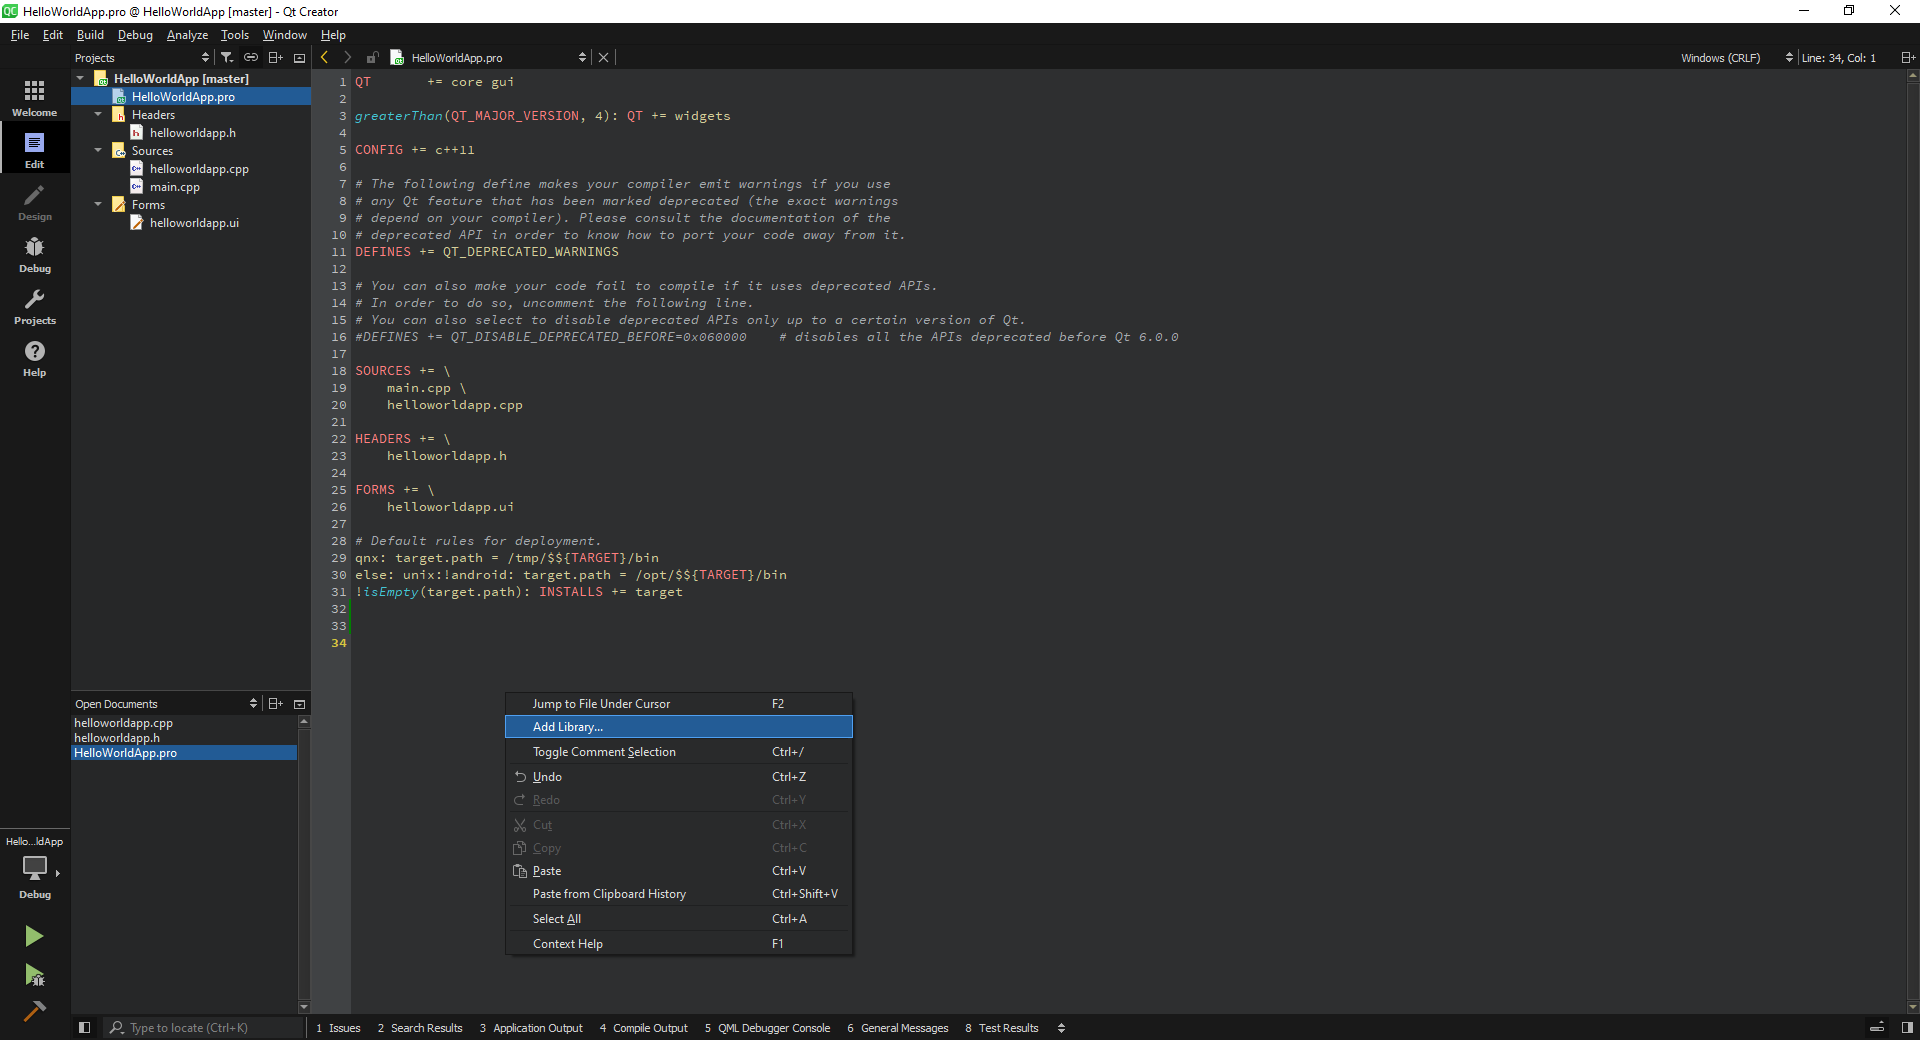 HelloWorldApp.pro @ HelloWorldApp [master] - Qt Creator
File Edit Build Debug Analyze Tools Window Help
Projects
HelloWorldApp.pro
Windows (CRLF)
Line: 34, Col: 1
Welcome
Edit
Design
Debug
Projects
Help
HelloWorldApp [master]
HelloWorldApp.pro
Headers
helloworldapp.h
Sources
helloworldapp.cpp
main.cpp
Forms
helloworldapp.ui
1 QT       += core gui
2
3 greaterThan(QT_MAJOR_VERSION, 4): QT += widgets
4
5 CONFIG += c++11
6
7 # The following define makes your compiler emit warnings if you use
8 # any Qt feature that has been marked deprecated (the exact warnings
9 # depend on your compiler). Please consult the documentation of the
10 # deprecated API in order to know how to port your code away from it.
11 DEFINES += QT_DEPRECATED_WARNINGS
12
13 # You can also make your code fail to compile if it uses deprecated APIs.
14 # In order to do so, uncomment the following line.
15 # You can also select to disable deprecated APIs only up to a certain version of Qt.
16 #DEFINES += QT_DISABLE_DEPRECATED_BEFORE=0x060000    # disables all the APIs deprecated before Qt 6.0.0
17
18 SOURCES += \
19     main.cpp \
20     helloworldapp.cpp
21
22 HEADERS += \
23     helloworldapp.h
24
25 FORMS += \
26     helloworldapp.ui
27
28 # Default rules for deployment.
29 qnx: target.path = /tmp/$${TARGET}/bin
30 else: unix:!android: target.path = /opt/$${TARGET}/bin
31 !isEmpty(target.path): INSTALLS += target
32
33
34
Jump to File Under Cursor F2
Add Library...
Toggle Comment Selection Ctrl+/
Undo Ctrl+Z
Redo Ctrl+Y
Cut Ctrl+X
Copy Ctrl+C
Paste Ctrl+V
Paste from Clipboard History Ctrl+Shift+V
Select All Ctrl+A
Context Help F1
Open Documents
helloworldapp.cpp
helloworldapp.h
HelloWorldApp.pro
Hello...ldApp
Debug
Type to locate (Ctrl+K)
1 Issues 2 Search Results 3 Application Output 4 Compile Output 5 QML Debugger Console 6 General Messages 8 Test Results